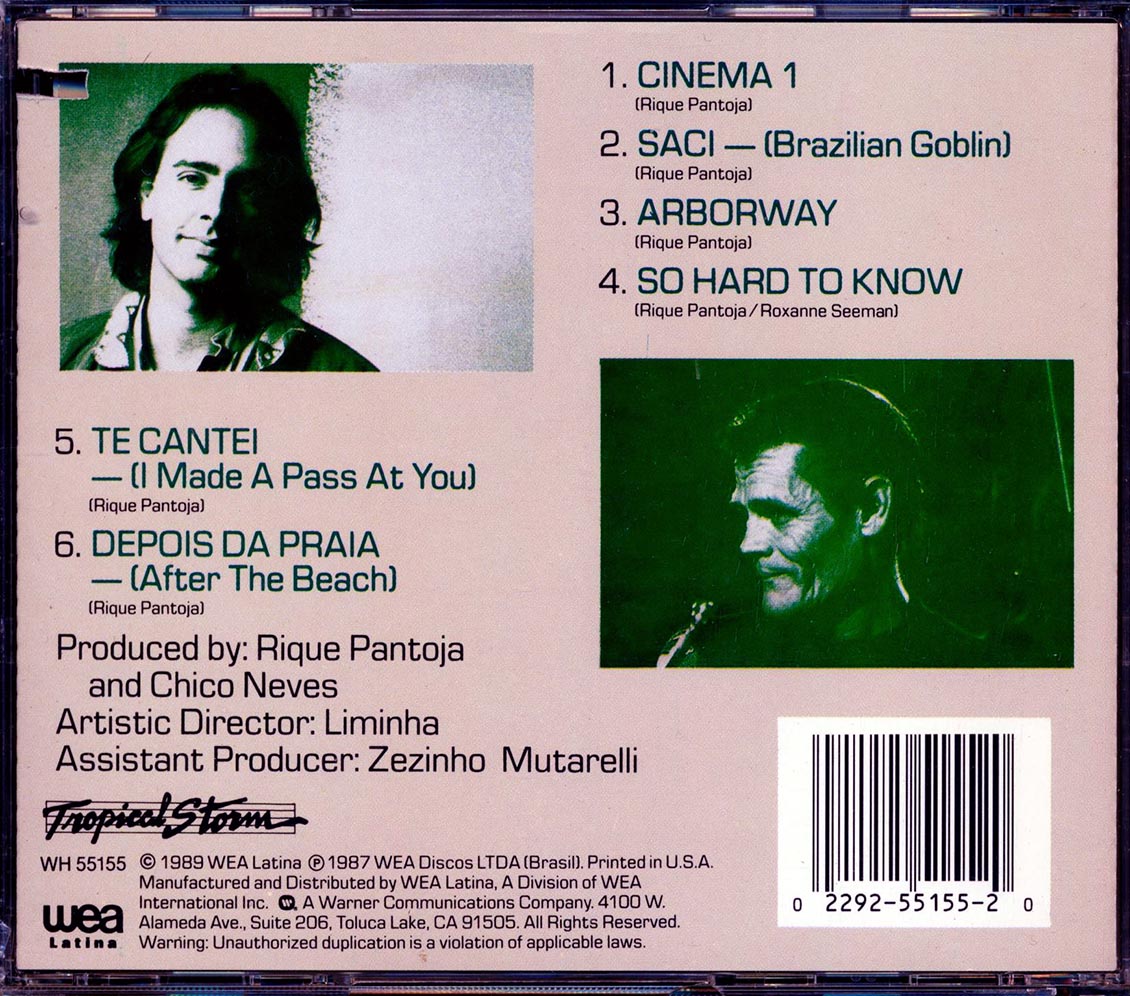 1. CINEMA 1
(Rique Pantoja)
2. SACI — (Brazilian Goblin)
(Rique Pantoja)
3. ARBORWAY
(Rique Pantoja)
4. SO HARD TO KNOW
(Rique Pantoja/Roxanne Seeman)
5. TE CANTEI
— (I Made A Pass At You)
(Rique Pantoja)
6. DEPOIS DA PRAIA
— (After The Beach)
(Rique Pantoja)
Produced by: Rique Pantoja
and Chico Neves
Artistic Director: Liminha
Assistant Producer: Zezinho Mutarelli
Tropical Storm
WH 55155 © 1989 WEA Latina ℗ 1987 WEA Discos LTDA (Brasil). Printed in U.S.A.
Manufactured and Distributed by WEA Latina, A Division of WEA
International Inc. A Warner Communications Company. 4100 W.
Alameda Ave., Suite 206, Toluca Lake, CA 91505. All Rights Reserved.
Warning: Unauthorized duplication is a violation of applicable laws.
wea
Latina
0 2292-55155-2 0